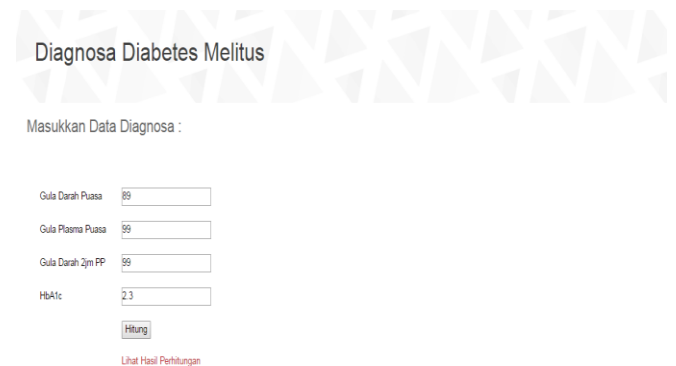 Diagnosa Diabetes Melitus
Masukkan Data Diagnosa :
Gula Darah Puasa 89
Gula Plasma Puasa 99
Gula Darah 2jm PP 99
HbA1c 2.3
Hitung
Lihat Hasil Perhitungan